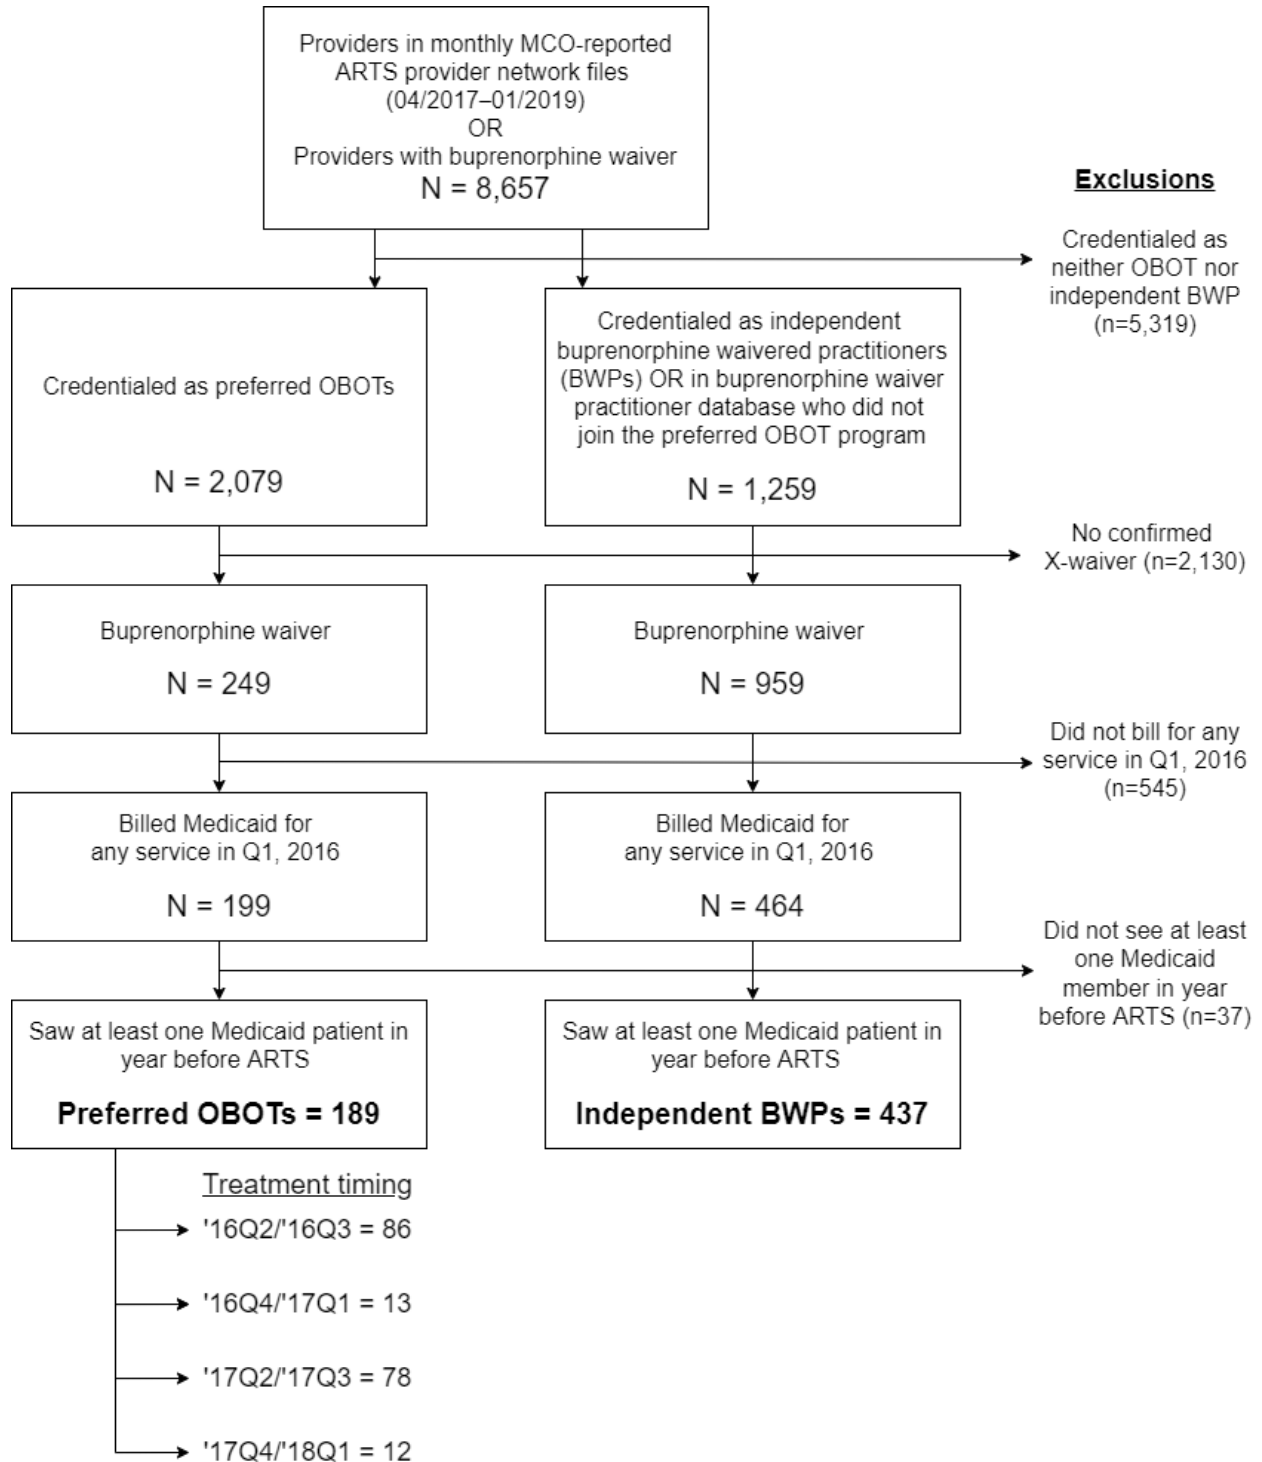 Providers in monthly MCO-reported
ARTS provider network files
(04/2017–01/2019)
OR
Providers with buprenorphine waiver
N = 8,657
Exclusions
Credentialed as
neither OBOT nor
independent BWP
(n=5,319)
Credentialed as preferred OBOTs
N = 2,079
Credentialed as independent
buprenorphine waivered practitioners
(BWPs) OR in buprenorphine waiver
practitioner database who did not
join the preferred OBOT program
N = 1,259
No confirmed
X-waiver (n=2,130)
Buprenorphine waiver
N = 249
Buprenorphine waiver
N = 959
Did not bill for any
service in Q1, 2016
(n=545)
Billed Medicaid for
any service in Q1, 2016
N = 199
Billed Medicaid for
any service in Q1, 2016
N = 464
Did not see at least
one Medicaid
member in year
before ARTS (n=37)
Saw at least one Medicaid patient in
year before ARTS
Preferred OBOTs = 189
Saw at least one Medicaid patient in
year before ARTS
Independent BWPs = 437
Treatment timing
'16Q2/'16Q3 = 86
'16Q4/'17Q1 = 13
'17Q2/'17Q3 = 78
'17Q4/'18Q1 = 12